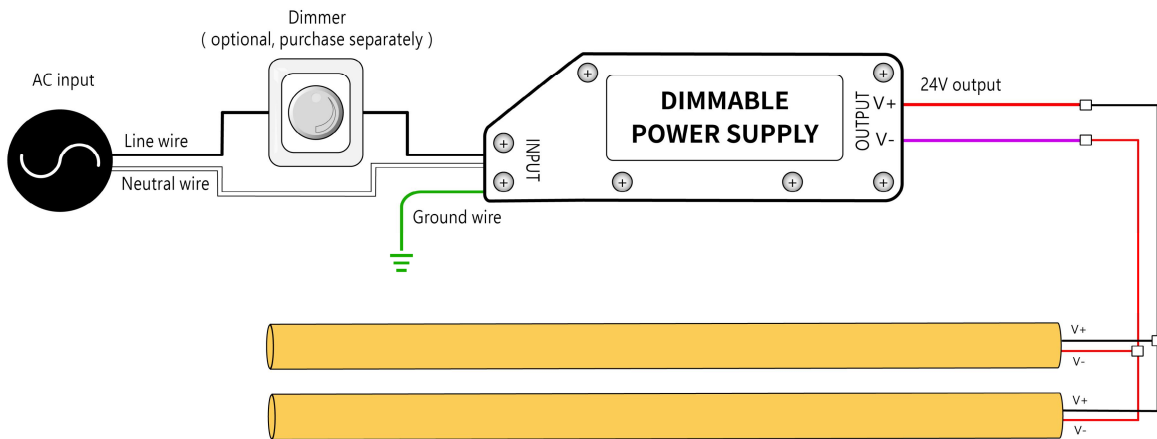 Dimmer
( optional, purchase separately )
AC input
Line wire
Neutral wire
Ground wire
INPUT
DIMMABLE
POWER SUPPLY
OUTPUT
V+
V-
24V output
V+
V-
V+
V-